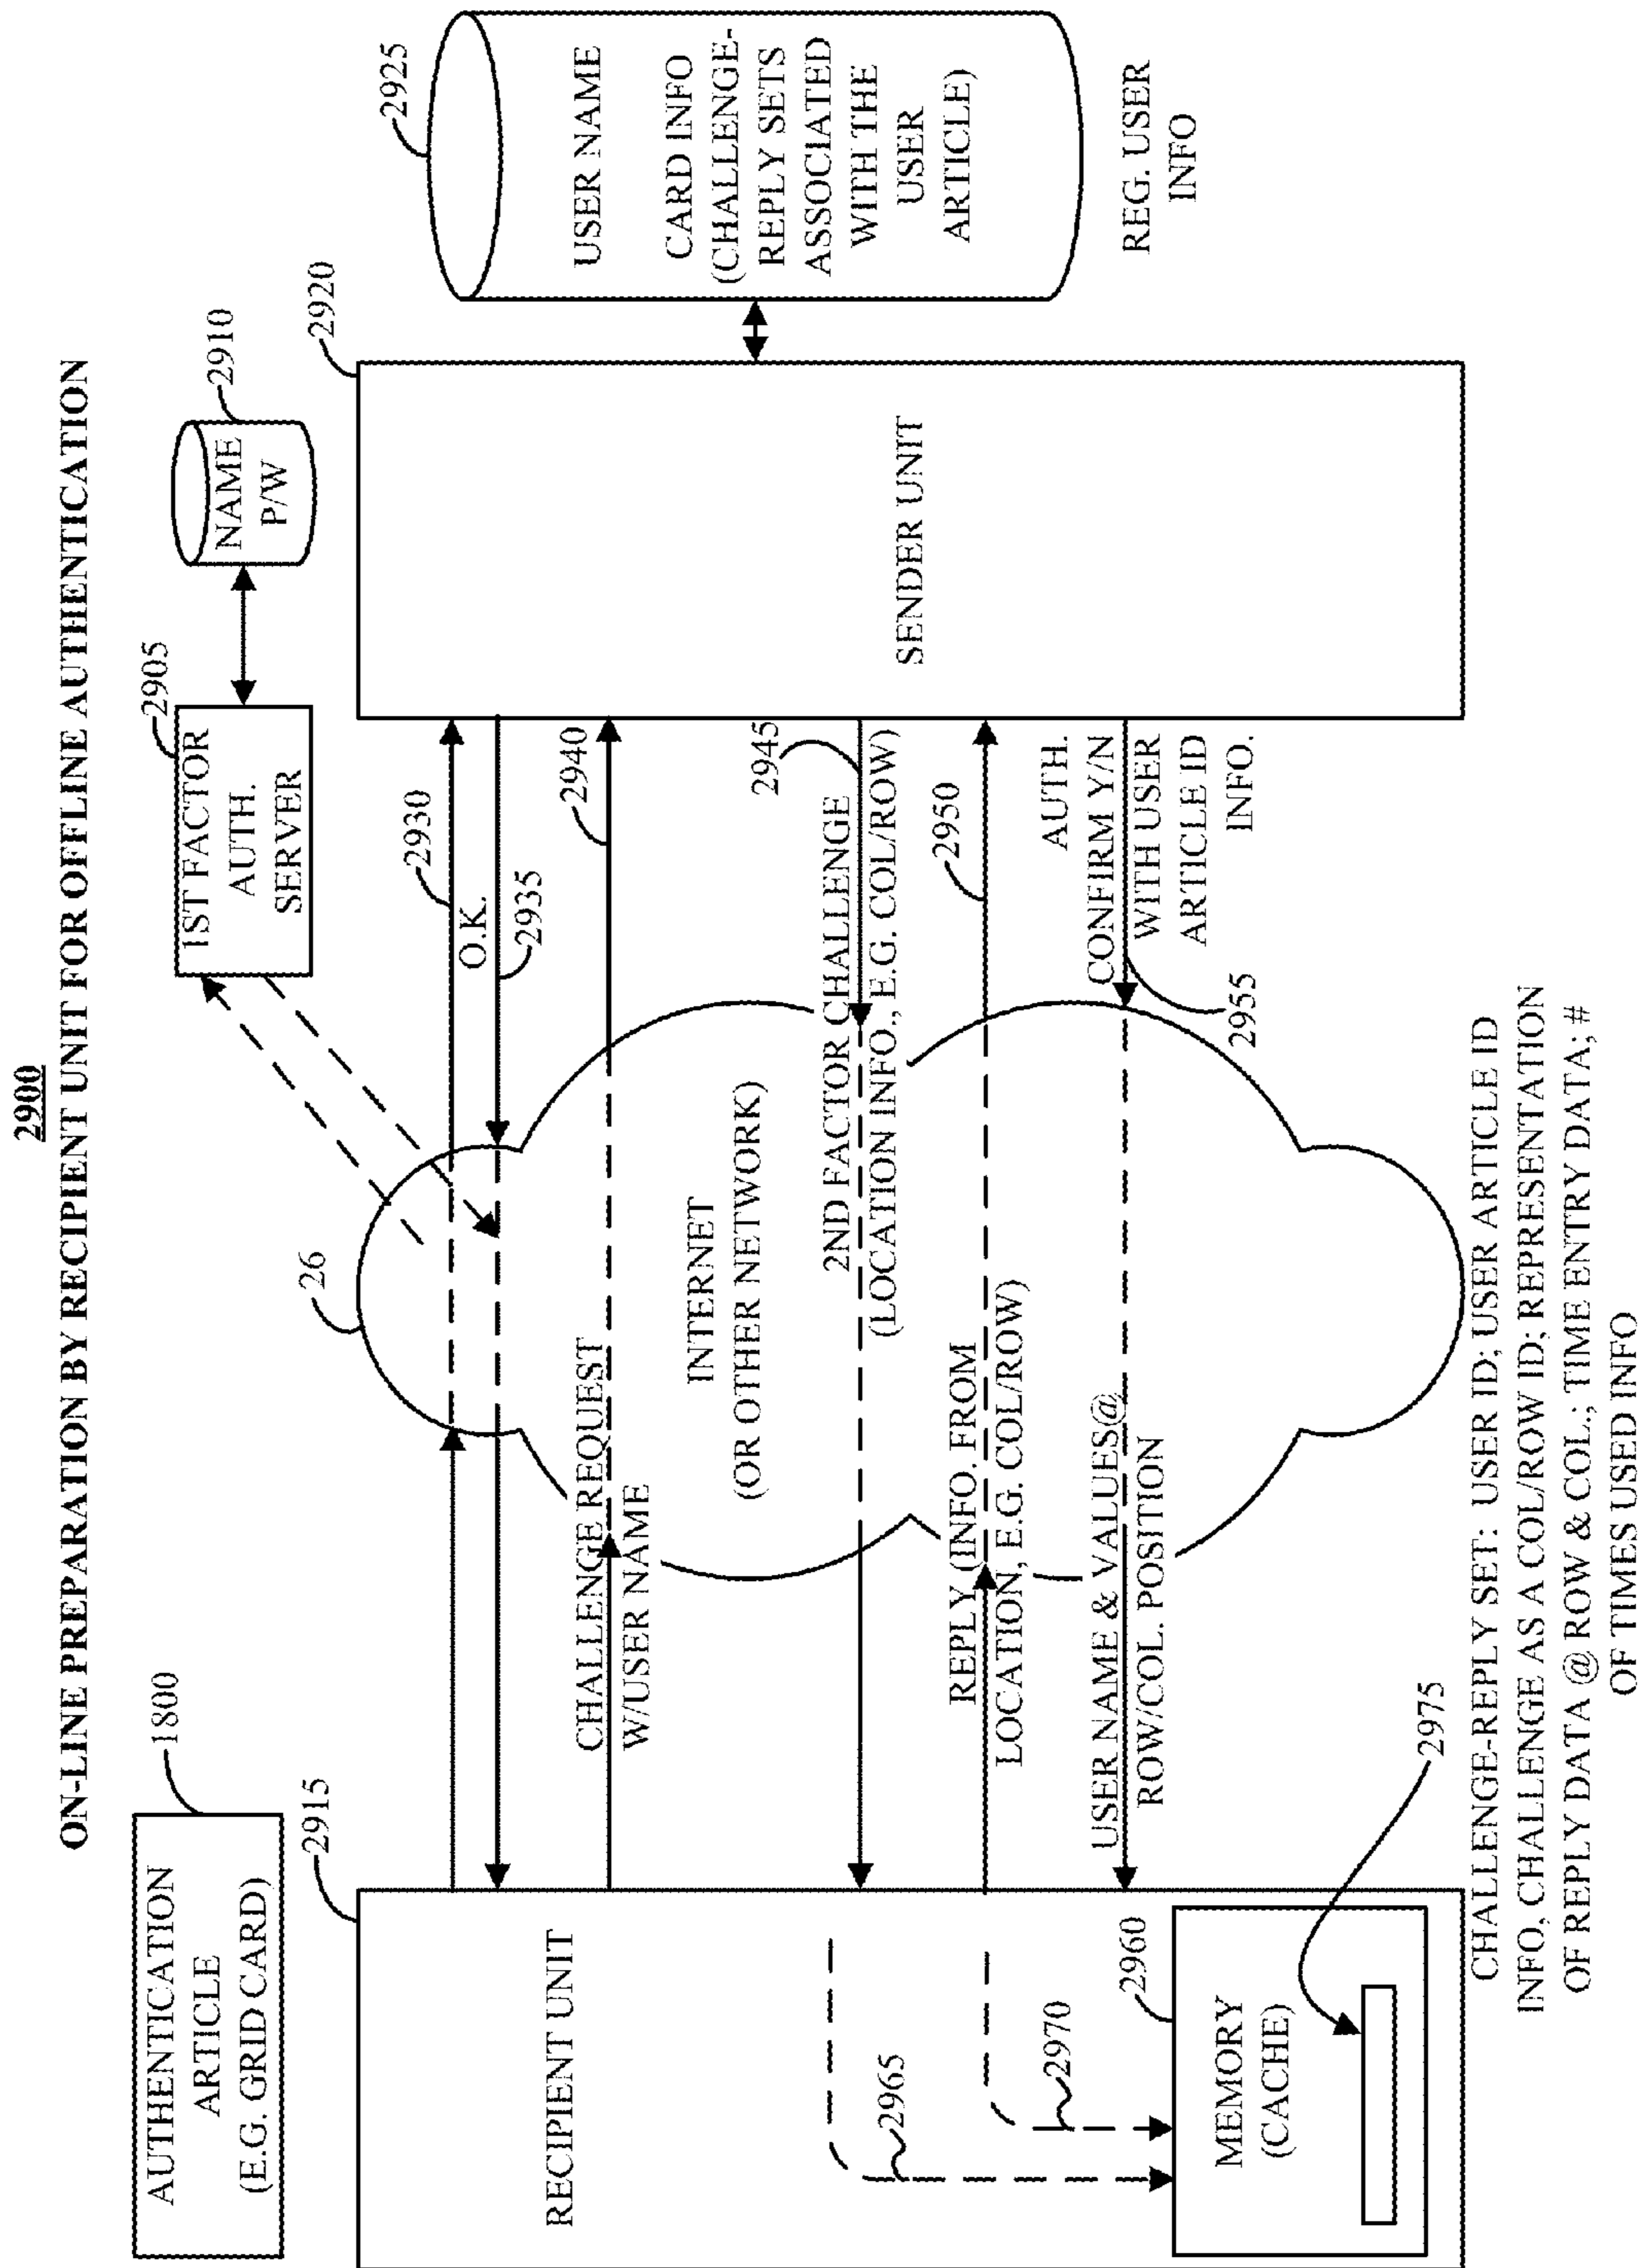 2900
ON-LINE PREPARATION BY RECIPIENT UNIT FOR OFFLINE AUTHENTICATION
AUTHENTICATION
ARTICLE
(E.G. GRID CARD)
1800
26
1ST FACTOR
AUTH.
SERVER
2905
NAME
P/W
2910
2915
RECIPIENT UNIT
2965
2970
MEMORY
(CACHE)
2960
2975
2930
O.K.
2935
CHALLENGE REQUEST
W/USER NAME
2940
INTERNET
(OR OTHER NETWORK)
2ND FACTOR CHALLENGE
(LOCATION INFO., E.G. COL/ROW)
2945
REPLY (INFO. FROM
LOCATION, E.G. COL/ROW)
2950
USER NAME & VALUES@
ROW/COL. POSITION
AUTH.
CONFIRM Y/N
WITH USER
ARTICLE ID
INFO.
2955
SENDER UNIT
2920
2925
USER NAME
CARD INFO
(CHALLENGE-
REPLY SETS
ASSOCIATED
WITH THE
USER
ARTICLE)
REG. USER
INFO
CHALLENGE-REPLY SET: USER ID; USER ARTICLE ID
INFO, CHALLENGE AS A COL/ROW ID; REPRESENTATION
OF REPLY DATA @ ROW & COL.; TIME ENTRY DATA; #
OF TIMES USED INFO